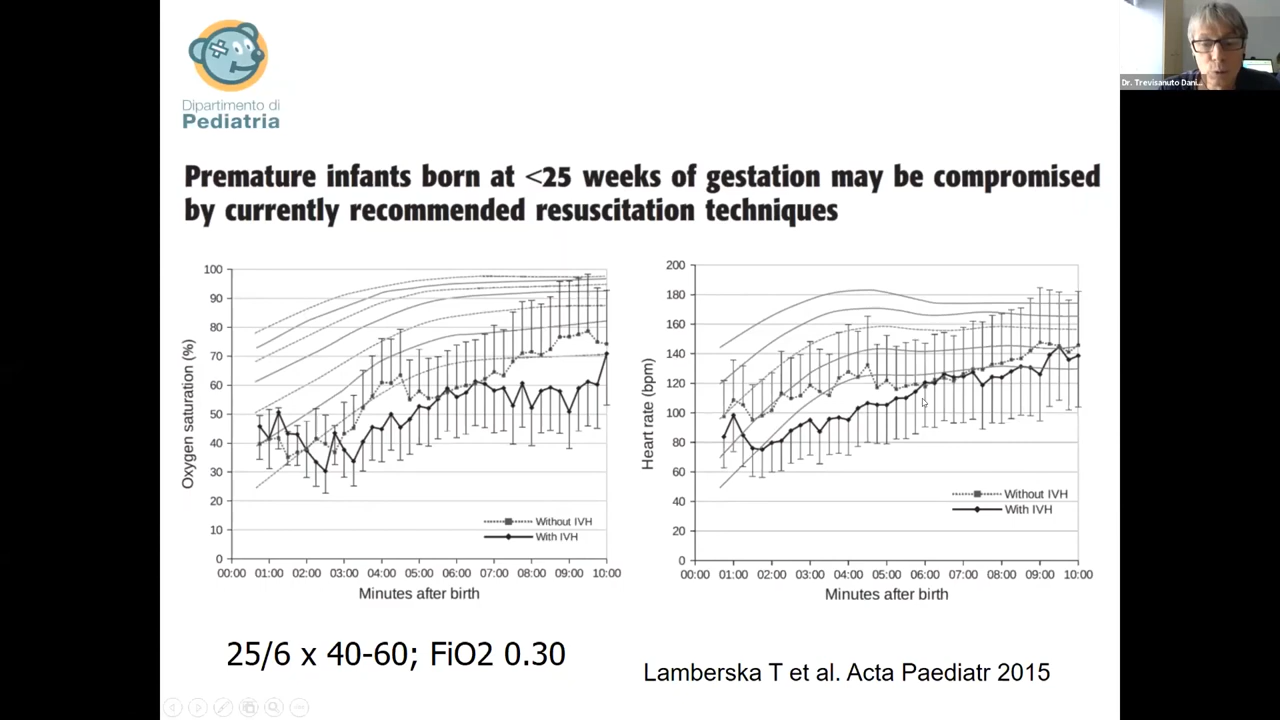 Dr. Trevisanuto Dani...
Dipartimento di
Pediatria
Premature infants born at <25 weeks of gestation may be compromised
by currently recommended resuscitation techniques
Oxygen saturation (%)
100
90
80
70
60
50
40
30
20
10
0
00:00 01:00 02:00 03:00 04:00 05:00 06:00 07:00 08:00 09:00 10:00
Minutes after birth
Without IVH
With IVH
Heart rate (bpm)
200
180
160
140
120
100
80
60
40
20
0
00:00 01:00 02:00 03:00 04:00 05:00 06:00 07:00 08:00 09:00 10:00
Minutes after birth
Without IVH
With IVH
25/6 x 40-60; FiO2 0.30
Lamberska T et al. Acta Paediatr 2015